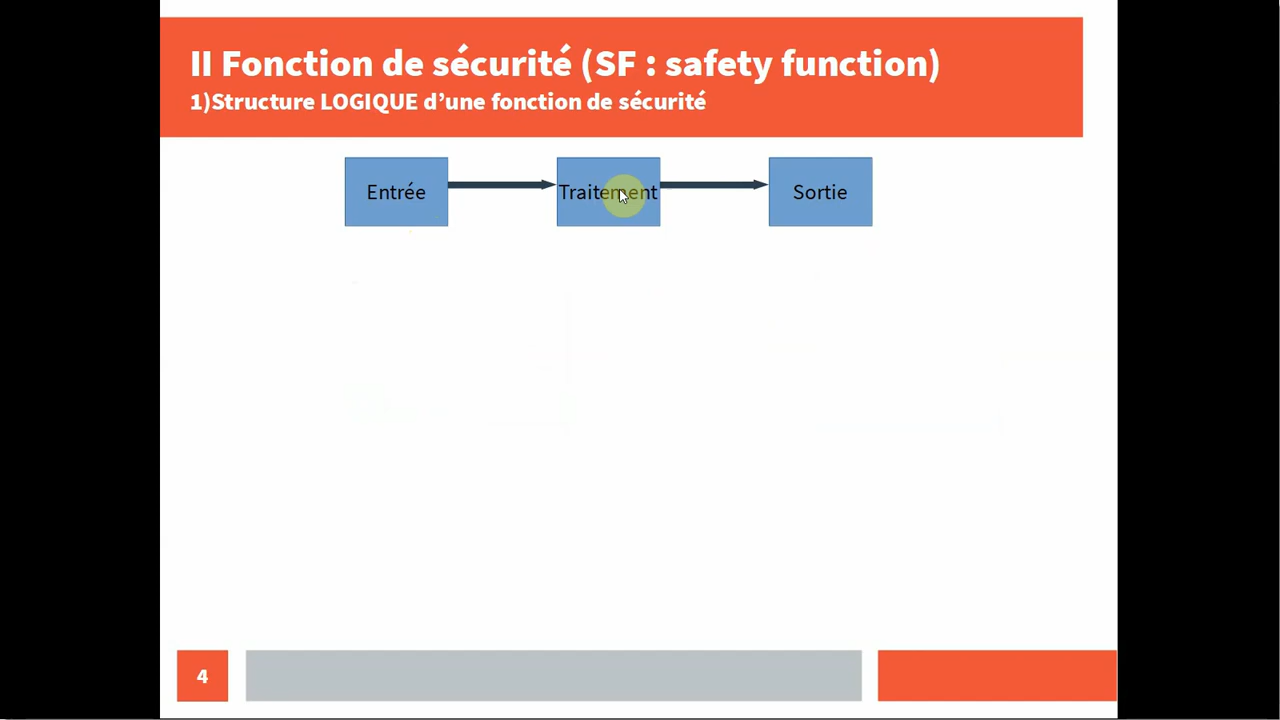 II Fonction de sécurité (SF : safety function)
1)Structure LOGIQUE d’une fonction de sécurité
Entrée
Traitement
Sortie
4